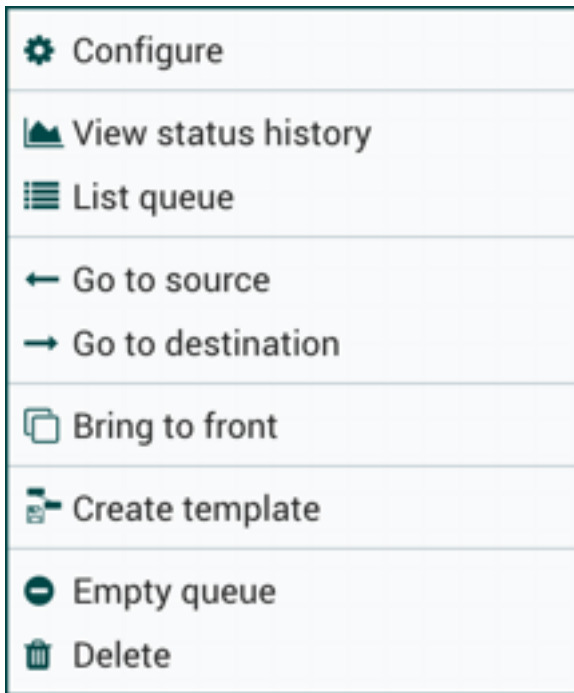 Configure
View status history
List queue
Go to source
Go to destination
Bring to front
Create template
Empty queue
Delete